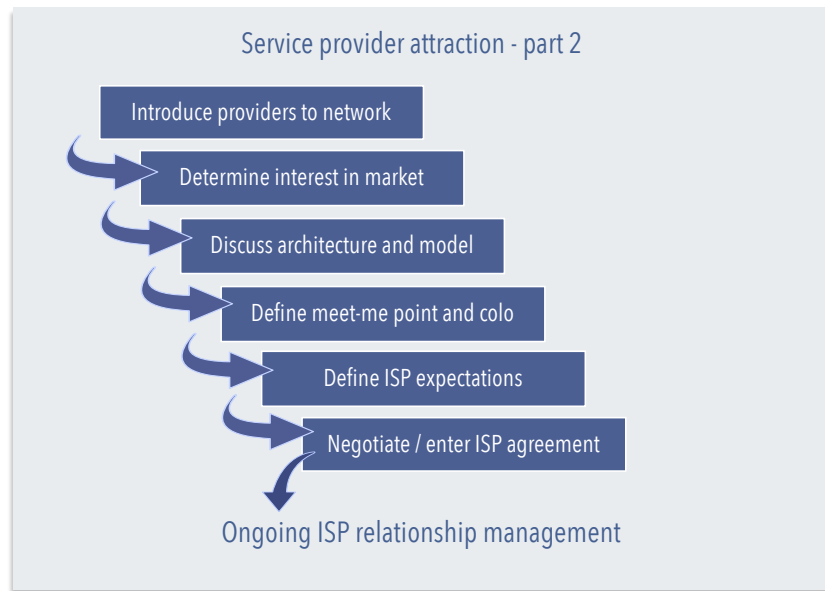 Service provider attraction - part 2
Introduce providers to network
Determine interest in market
Discuss architecture and model
Define meet-me point and colo
Define ISP expectations
Negotiate / enter ISP agreement
Ongoing ISP relationship management